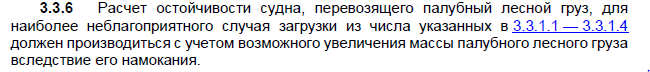 3.3.6 Расчет остойчивости судна, перевозящего палубный лесной груз, для
наиболее неблагоприятного случая загрузки из числа указанных в 3.3.1.1 — 3.3.1.4
должен производиться с учетом возможного увеличения массы палубного лесного груза
вследствие его намокания.